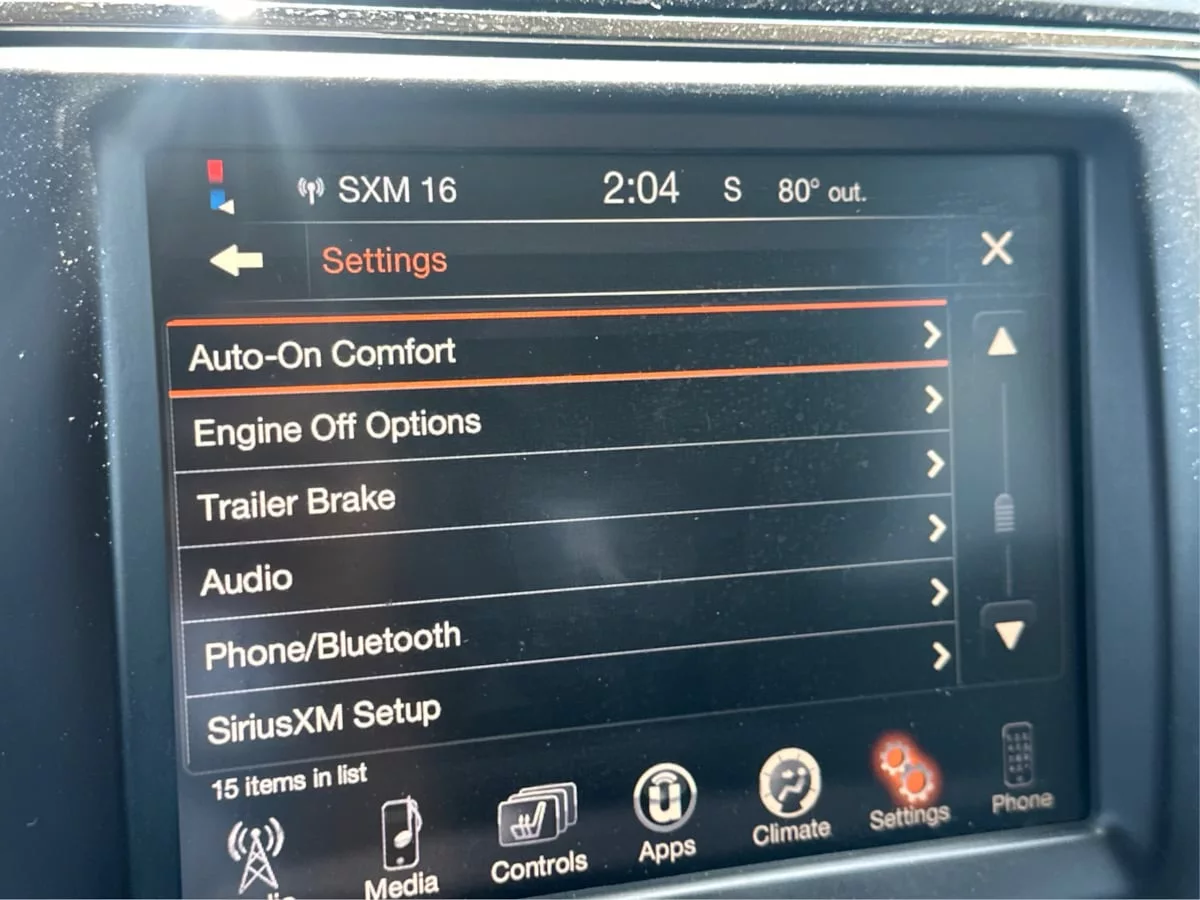 SXM 16 2:04 S 80° out.
Settings
Auto-On Comfort
Engine Off Options
Trailer Brake
Audio
Phone/Bluetooth
SiriusXM Setup
15 items in list
Media Controls Apps Climate Settings Phone